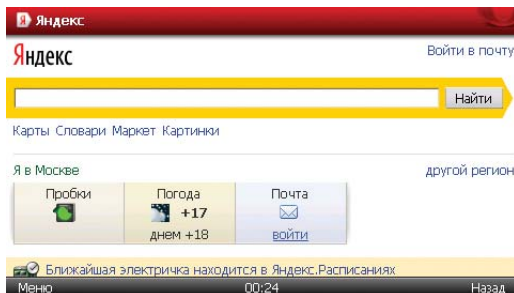 Я Яндекс
Яндекс Войти в почту
Найти
Карты Словари Маркет Картинки
Я в Москве другой регион
Пробки Погода Почта
+17
днем +18 войти
Ближайшая электричка находится в Яндекс.Расписаниях
Меню 00:24 Назад